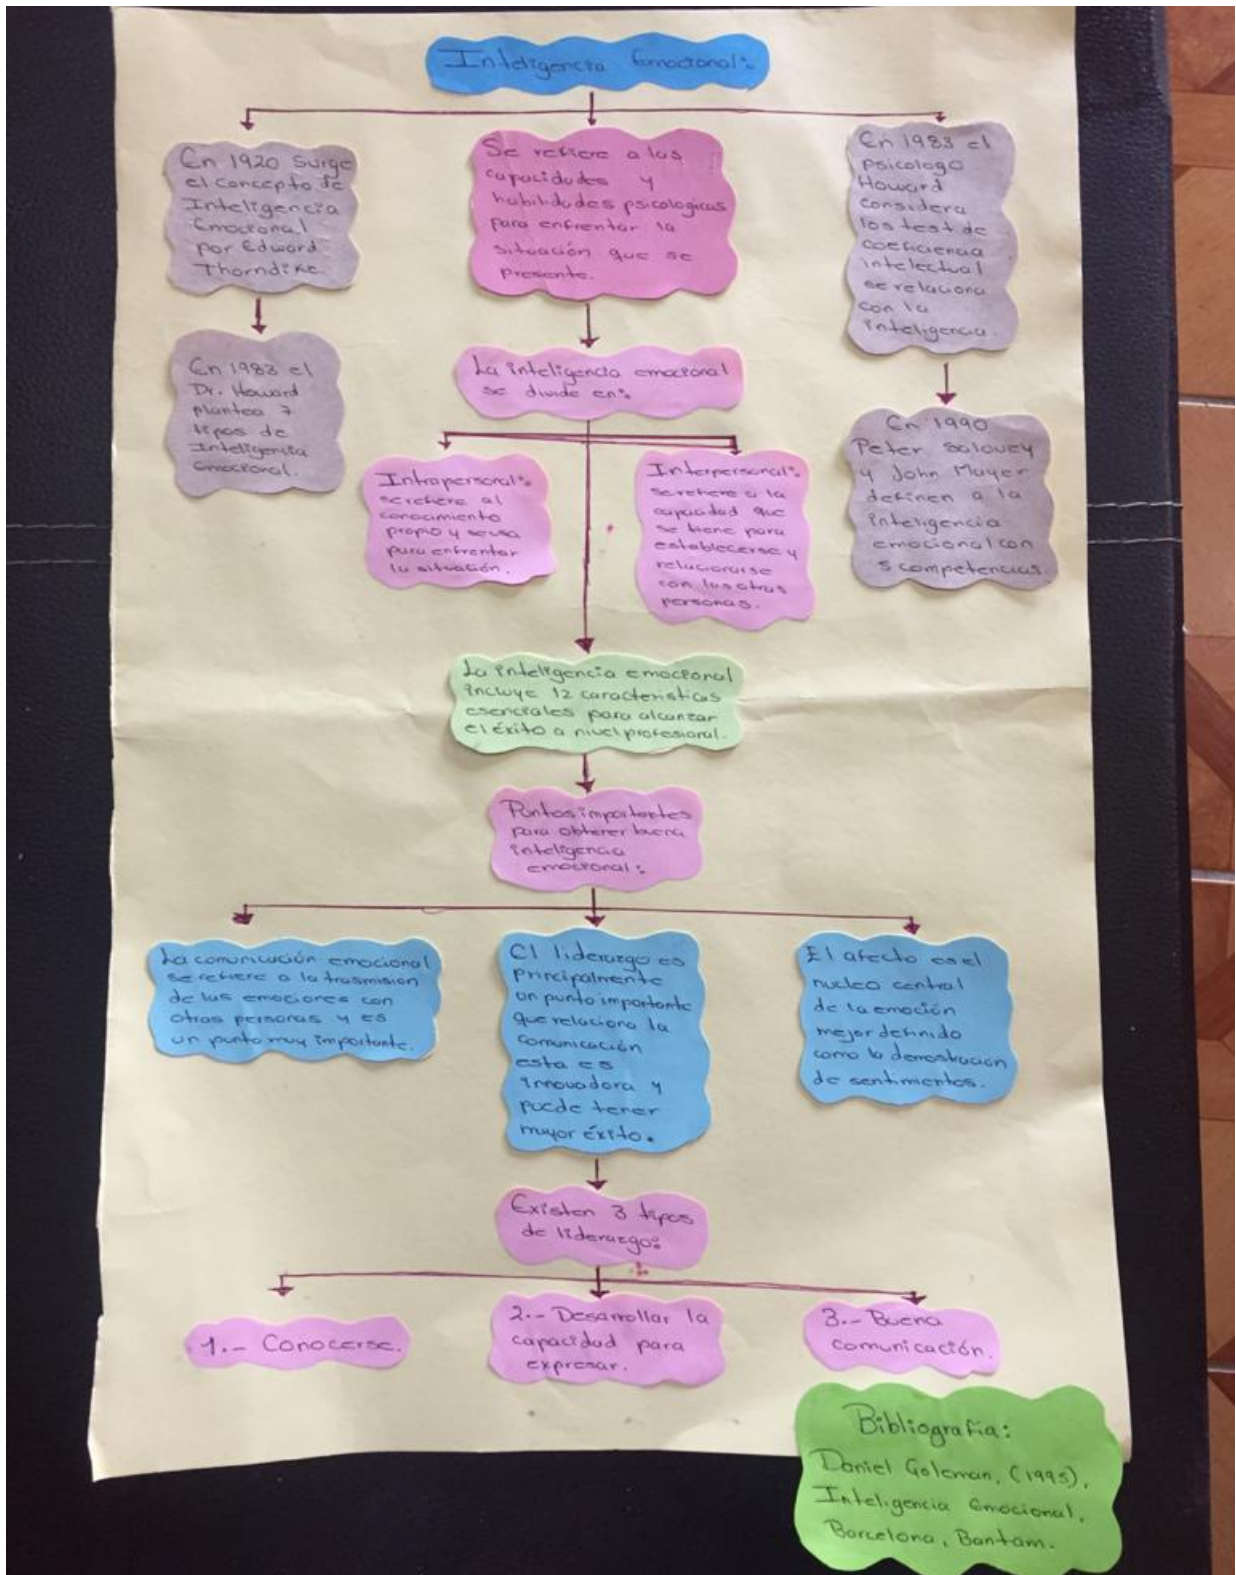 Inteligencia Emocional:
En 1920 surge
el concepto de
Inteligencia
Emocional
por Edward
Thorndike.
En 1983 el
Dr. Howard
plantea 7
tipos de
Inteligencia
emocional.
Se refiere a las
capacidades y
habilidades psicologicas
para enfrentar la
situación que se
presente.
En 1983 el
psicologo
Howard
considera
los test de
coeficiencia
intelectual
se relaciona
con la
inteligencia.
En 1990
Peter Salovey
y John Mayer
definen a la
inteligencia
emocional con
5 competencias.
La inteligencia emocional
se divide en:
Intrapersonal:
se refiere al
conocimiento
propio y se usa
para enfrentar
la situación.
Interpersonal:
se refiere a la
capacidad que
se tiene para
establecerse y
relacionarse
con las otras
personas.
La inteligencia emocional
incluye 12 caracteristicas
esenciales para alcanzar
el éxito a nivel profesional.
Puntos importantes
para obtener buena
inteligencia
emocional:
La comunicación emocional
se refiere a la trasmision
de las emociones con
otras personas y es
un punto muy importante.
El liderazgo es
principalmente
un punto importante
que relaciona la
comunicación
esta es
innovadora y
puede tener
mayor éxito.
El afecto es el
nucleo central
de la emoción
mejor definido
como la demostracion
de sentimientos.
Existen 3 tipos
de liderazgo:
1.- Conocerse.
2.- Desarrollar la
capacidad para
expresar.
3.- Buena
comunicación.
Bibliografia:
Daniel Goleman, (1995),
Inteligencia Emocional,
Barcelona, Bantam.